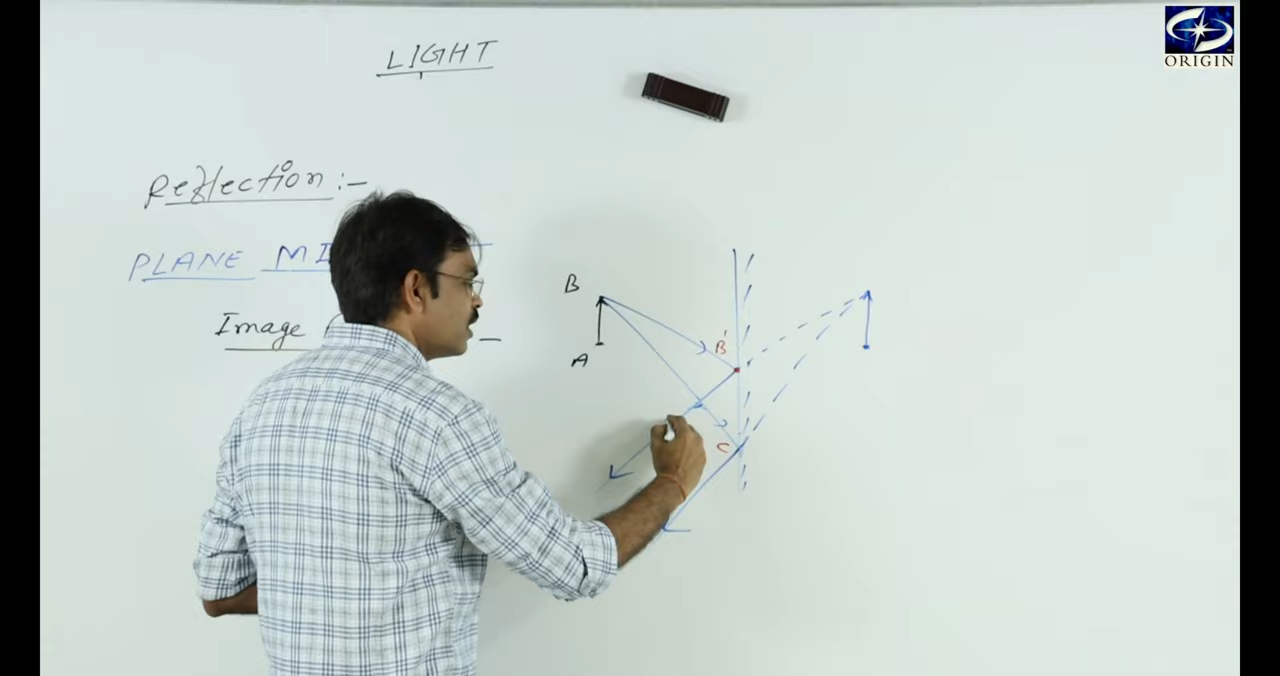 LIGHT
ORIGIN
Reflection :-
PLANE
Image
B
A
B'
C